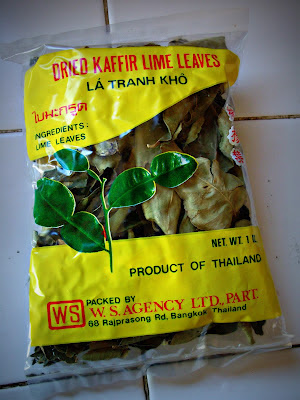 DRIED KAFFIR LIME LEAVES
LÁ TRANH KHÔ
ใบมะกรูด
INGREDIENTS:
LIME LEAVES
NET. WT. 1
PRODUCT OF THAILAND
WS
PACKED BY
W. S. AGENCY LTD., PART.
68 Rajprasong Rd, Bangkok, Thailand